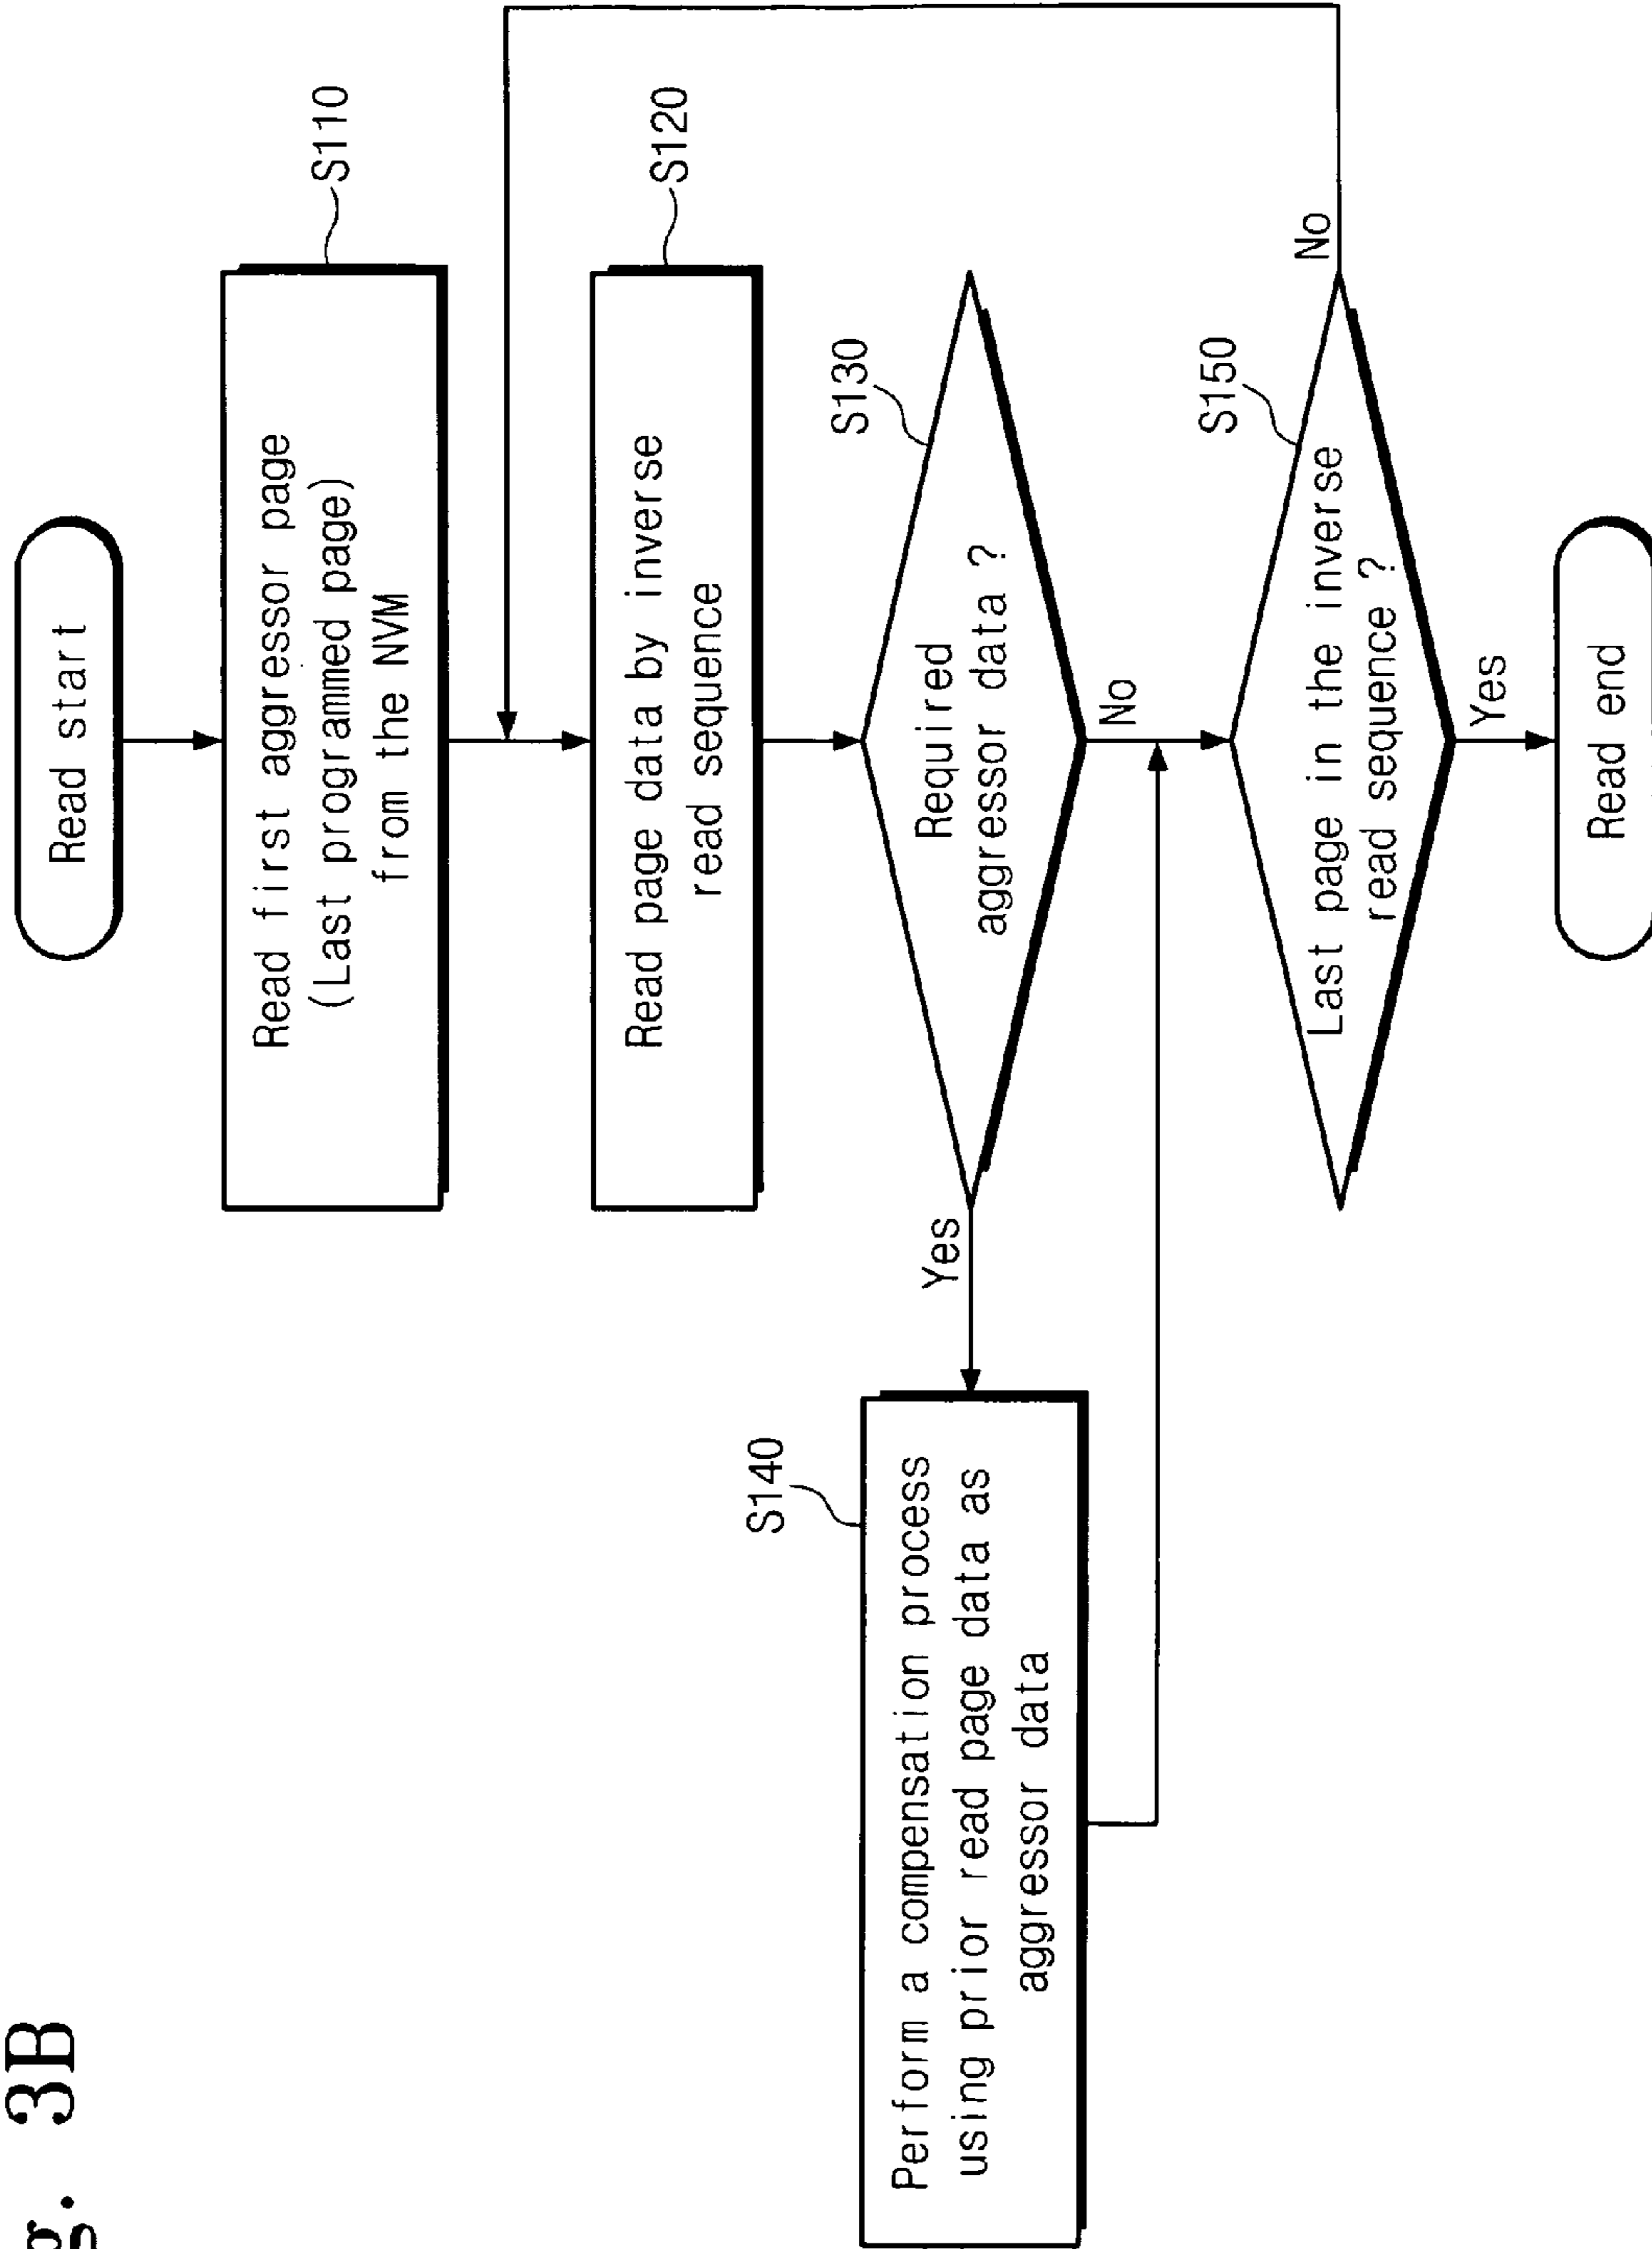 g. 3B
Read start
Read first aggressor page
(Last programmed page)
from the NVM
S110
Read page data by inverse
read sequence
S120
Required
aggressor data ?
S130
Yes
No
Perform a compensation process
using prior read page data as
aggressor data
S140
Last page in the inverse
read sequence ?
S150
No
Yes
Read end